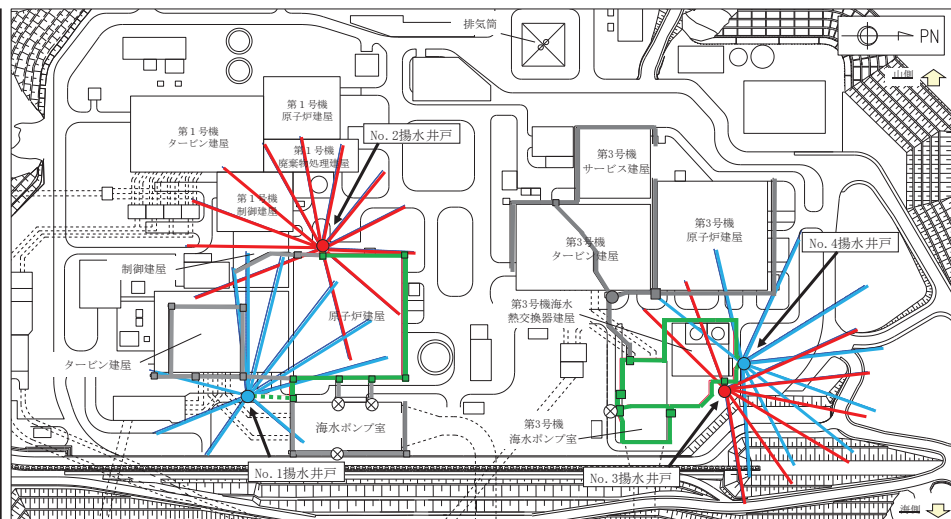 排気筒
PN
山側
第1号機
原子炉建屋
第1号機
タービン建屋
No.2揚水井戸
第1号機
廃棄物処理建屋
第3号機
サービス建屋
第1号機
制御建屋
第3号機
原子炉建屋
第3号機
タービン建屋
No.4揚水井戸
制御建屋
第3号機海水
熱交換器建屋
原子炉建屋
タービン建屋
海水ポンプ室
第3号機
海水ポンプ室
No.1揚水井戸
No.3揚水井戸
海側